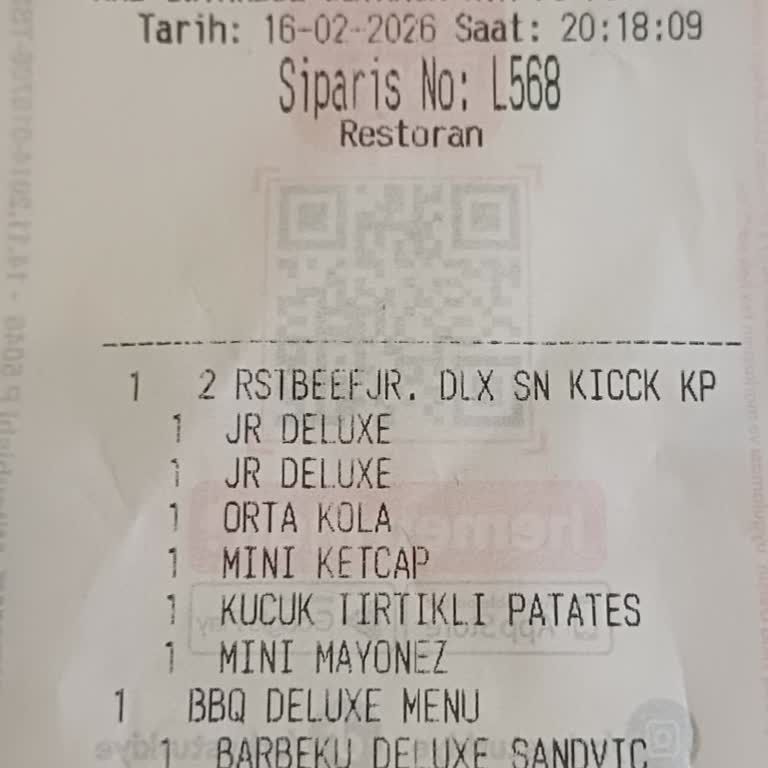 Tarih: 16-02-2026 Saat: 20:18:09
Siparis No: L568
Restoran
1 2 RSTBEEFJR. DLX SN KICCK KP
1 JR DELUXE
1 JR DELUXE
1 ORTA KOLA
1 MINI KETCAP
1 KUCUK TIRTIKLI PATATES
1 MINI MAYONEZ
1 BBQ DELUXE MENU
1 BARBEKU DELUXE SANDVIC